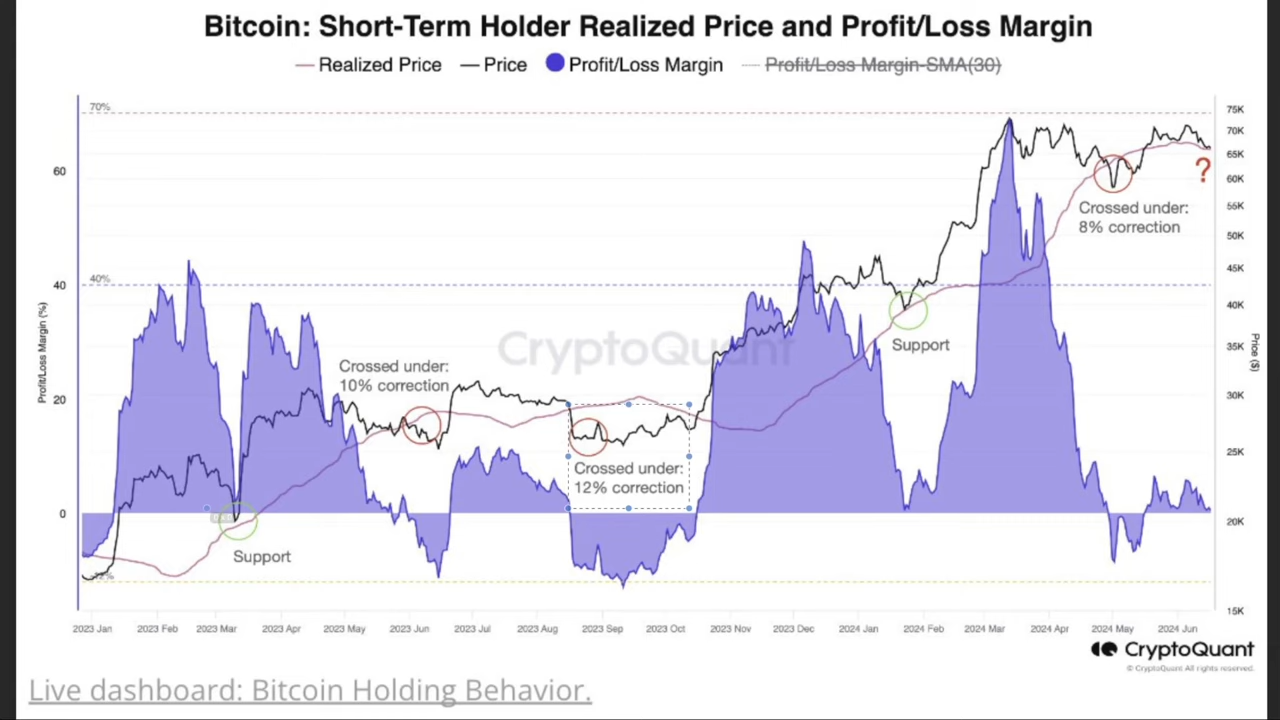 Bitcoin: Short-Term Holder Realized Price and Profit/Loss Margin
Realized Price Price Profit/Loss Margin Profit/Loss Margin-SMA(30)
70%
75K
70K
65K
60
60K
?
Crossed under:
8% correction
55K
50K
45K
40%
40
40K
Support
CryptoQuant
35K
Crossed under:
10% correction
20
30K
25K
Crossed under:
12% correction
0
20K
Support
15K
Profit/Loss Margin (%)
Price ($)
2023 Jan 2023 Feb 2023 Mar 2023 Apr 2023 May 2023 Jun 2023 Jul 2023 Aug 2023 Sep 2023 Oct 2023 Nov 2023 Dec 2024 Jan 2024 Feb 2024 Mar 2024 Apr 2024 May 2024 Jun
CryptoQuant
© CryptoQuant All rights reserved.
Live dashboard: Bitcoin Holding Behavior.